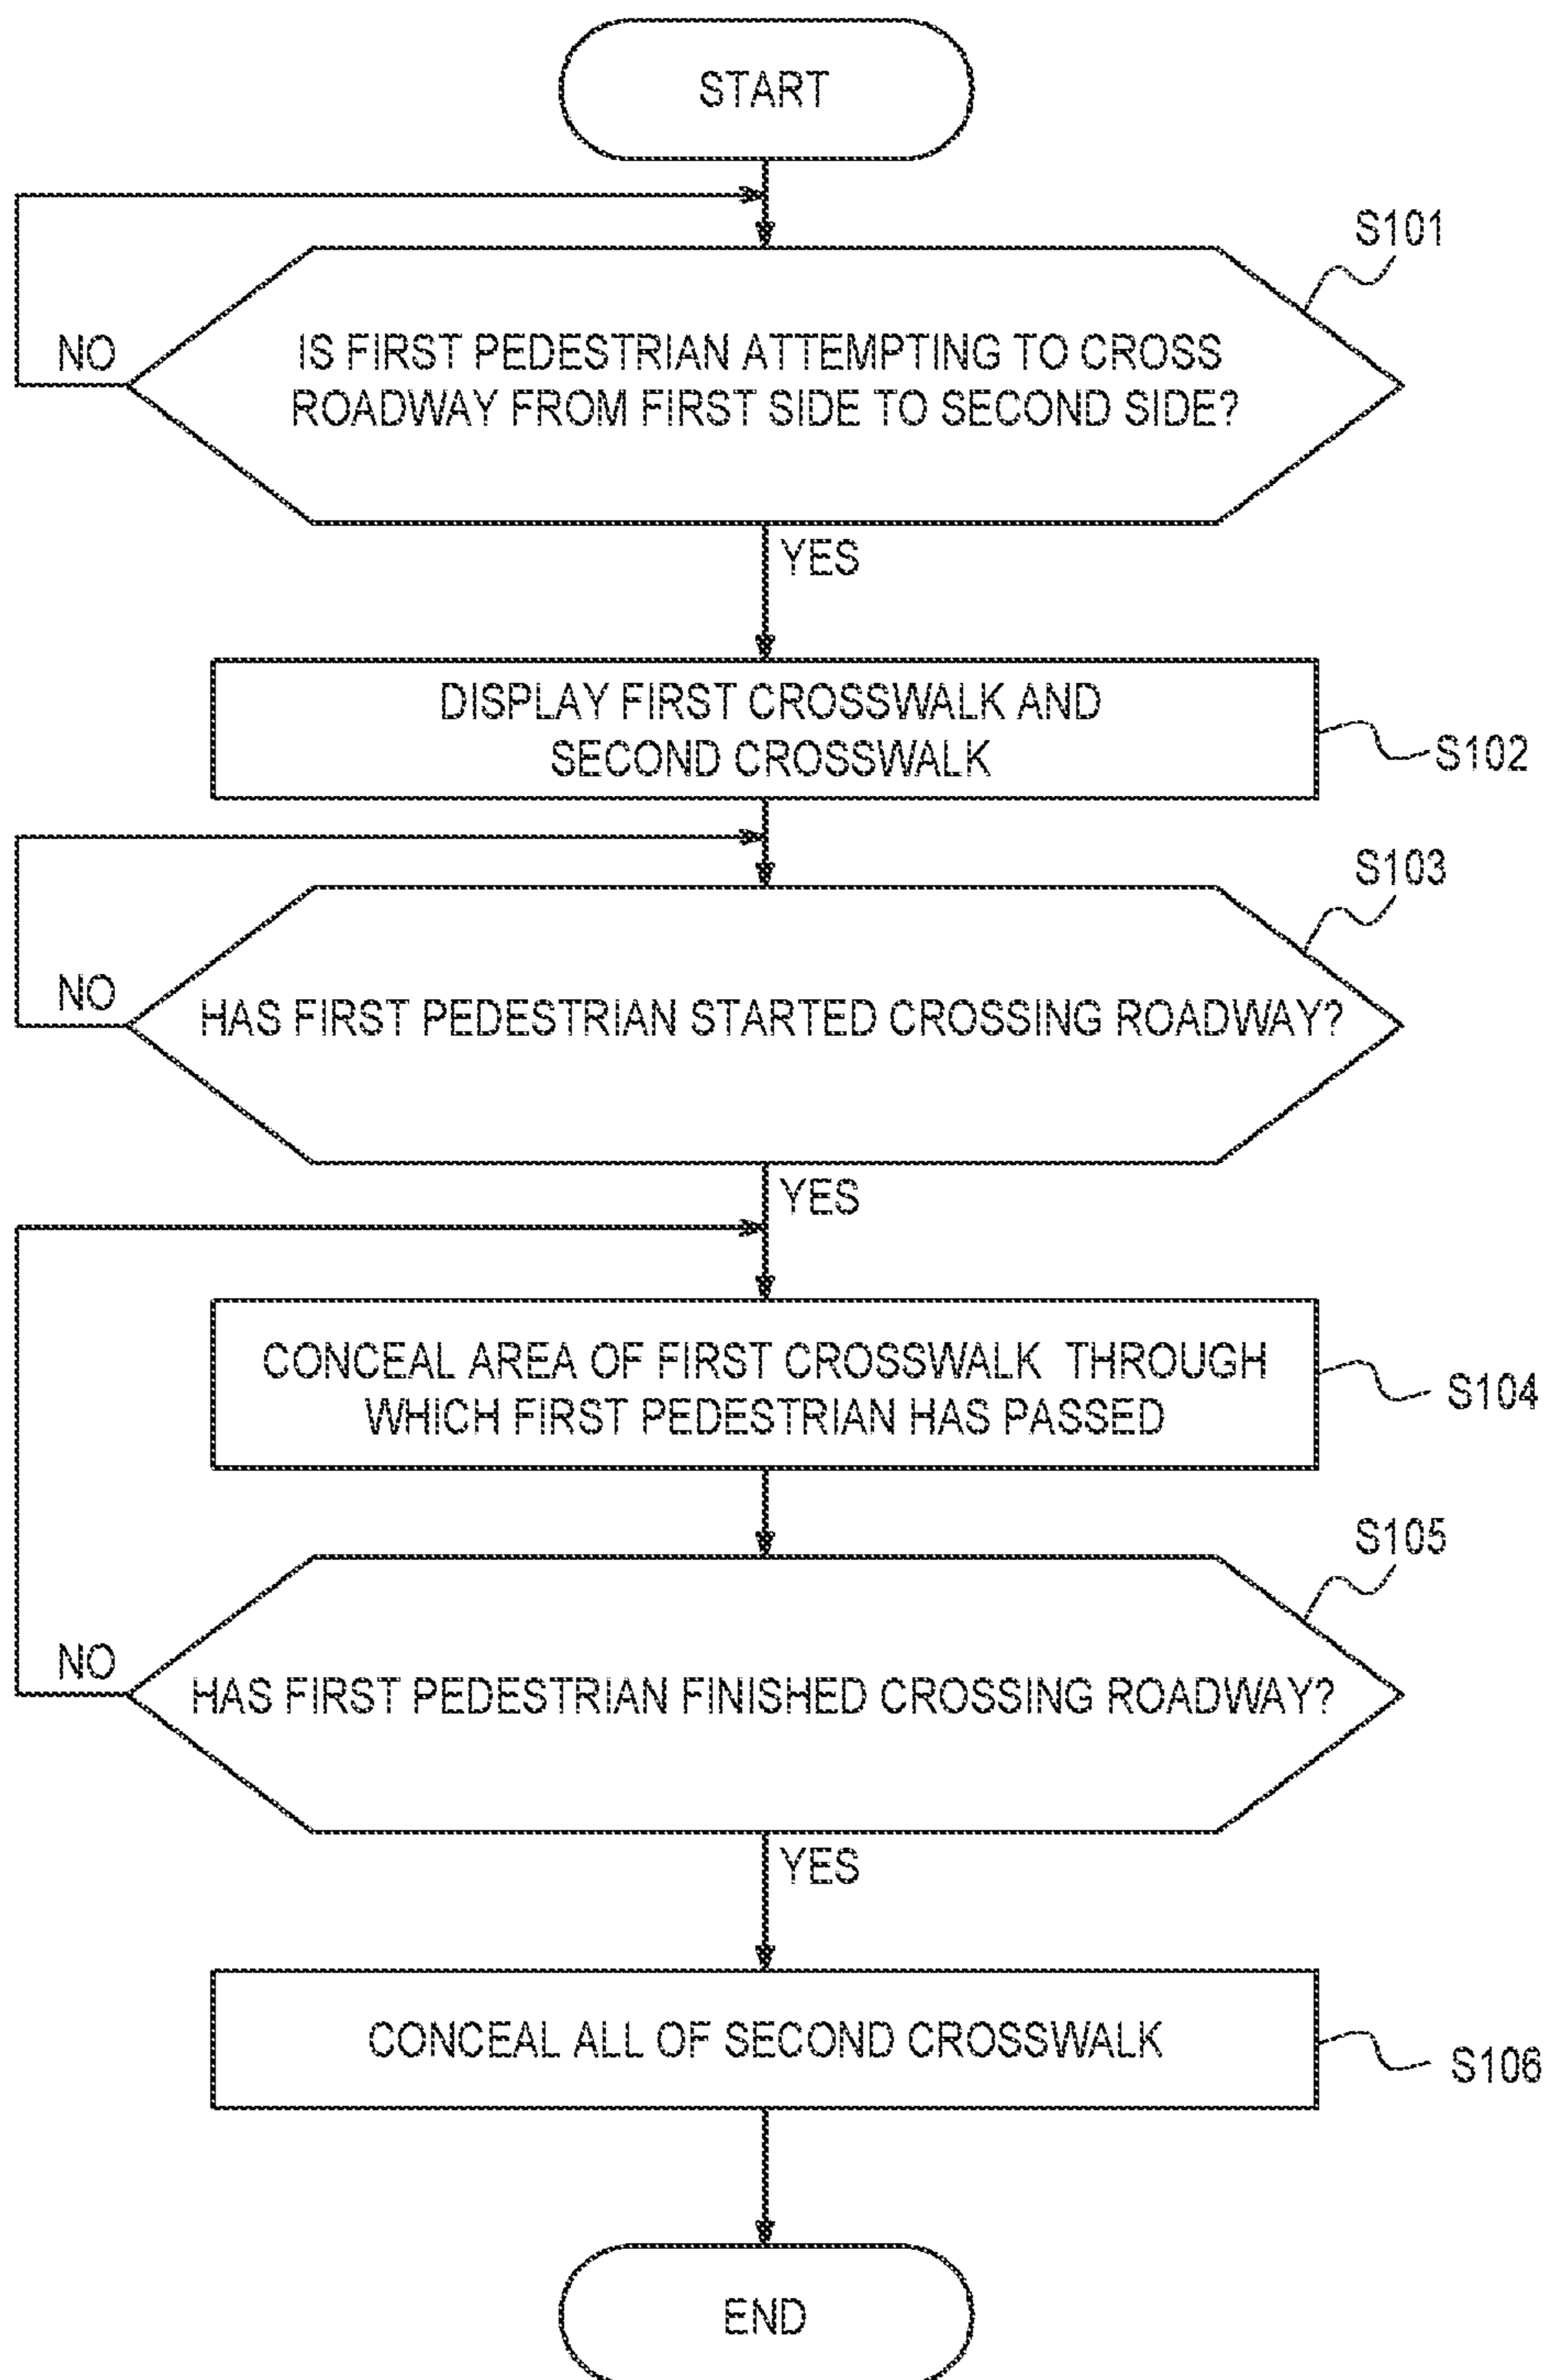 START
S101
NO
IS FIRST PEDESTRIAN ATTEMPTING TO CROSS
ROADWAY FROM FIRST SIDE TO SECOND SIDE?
YES
DISPLAY FIRST CROSSWALK AND
SECOND CROSSWALK
S102
S103
NO
HAS FIRST PEDESTRIAN STARTED CROSSING ROADWAY?
YES
CONCEAL AREA OF FIRST CROSSWALK THROUGH
WHICH FIRST PEDESTRIAN HAS PASSED
S104
S105
NO
HAS FIRST PEDESTRIAN FINISHED CROSSING ROADWAY?
YES
CONCEAL ALL OF SECOND CROSSWALK
S106
END